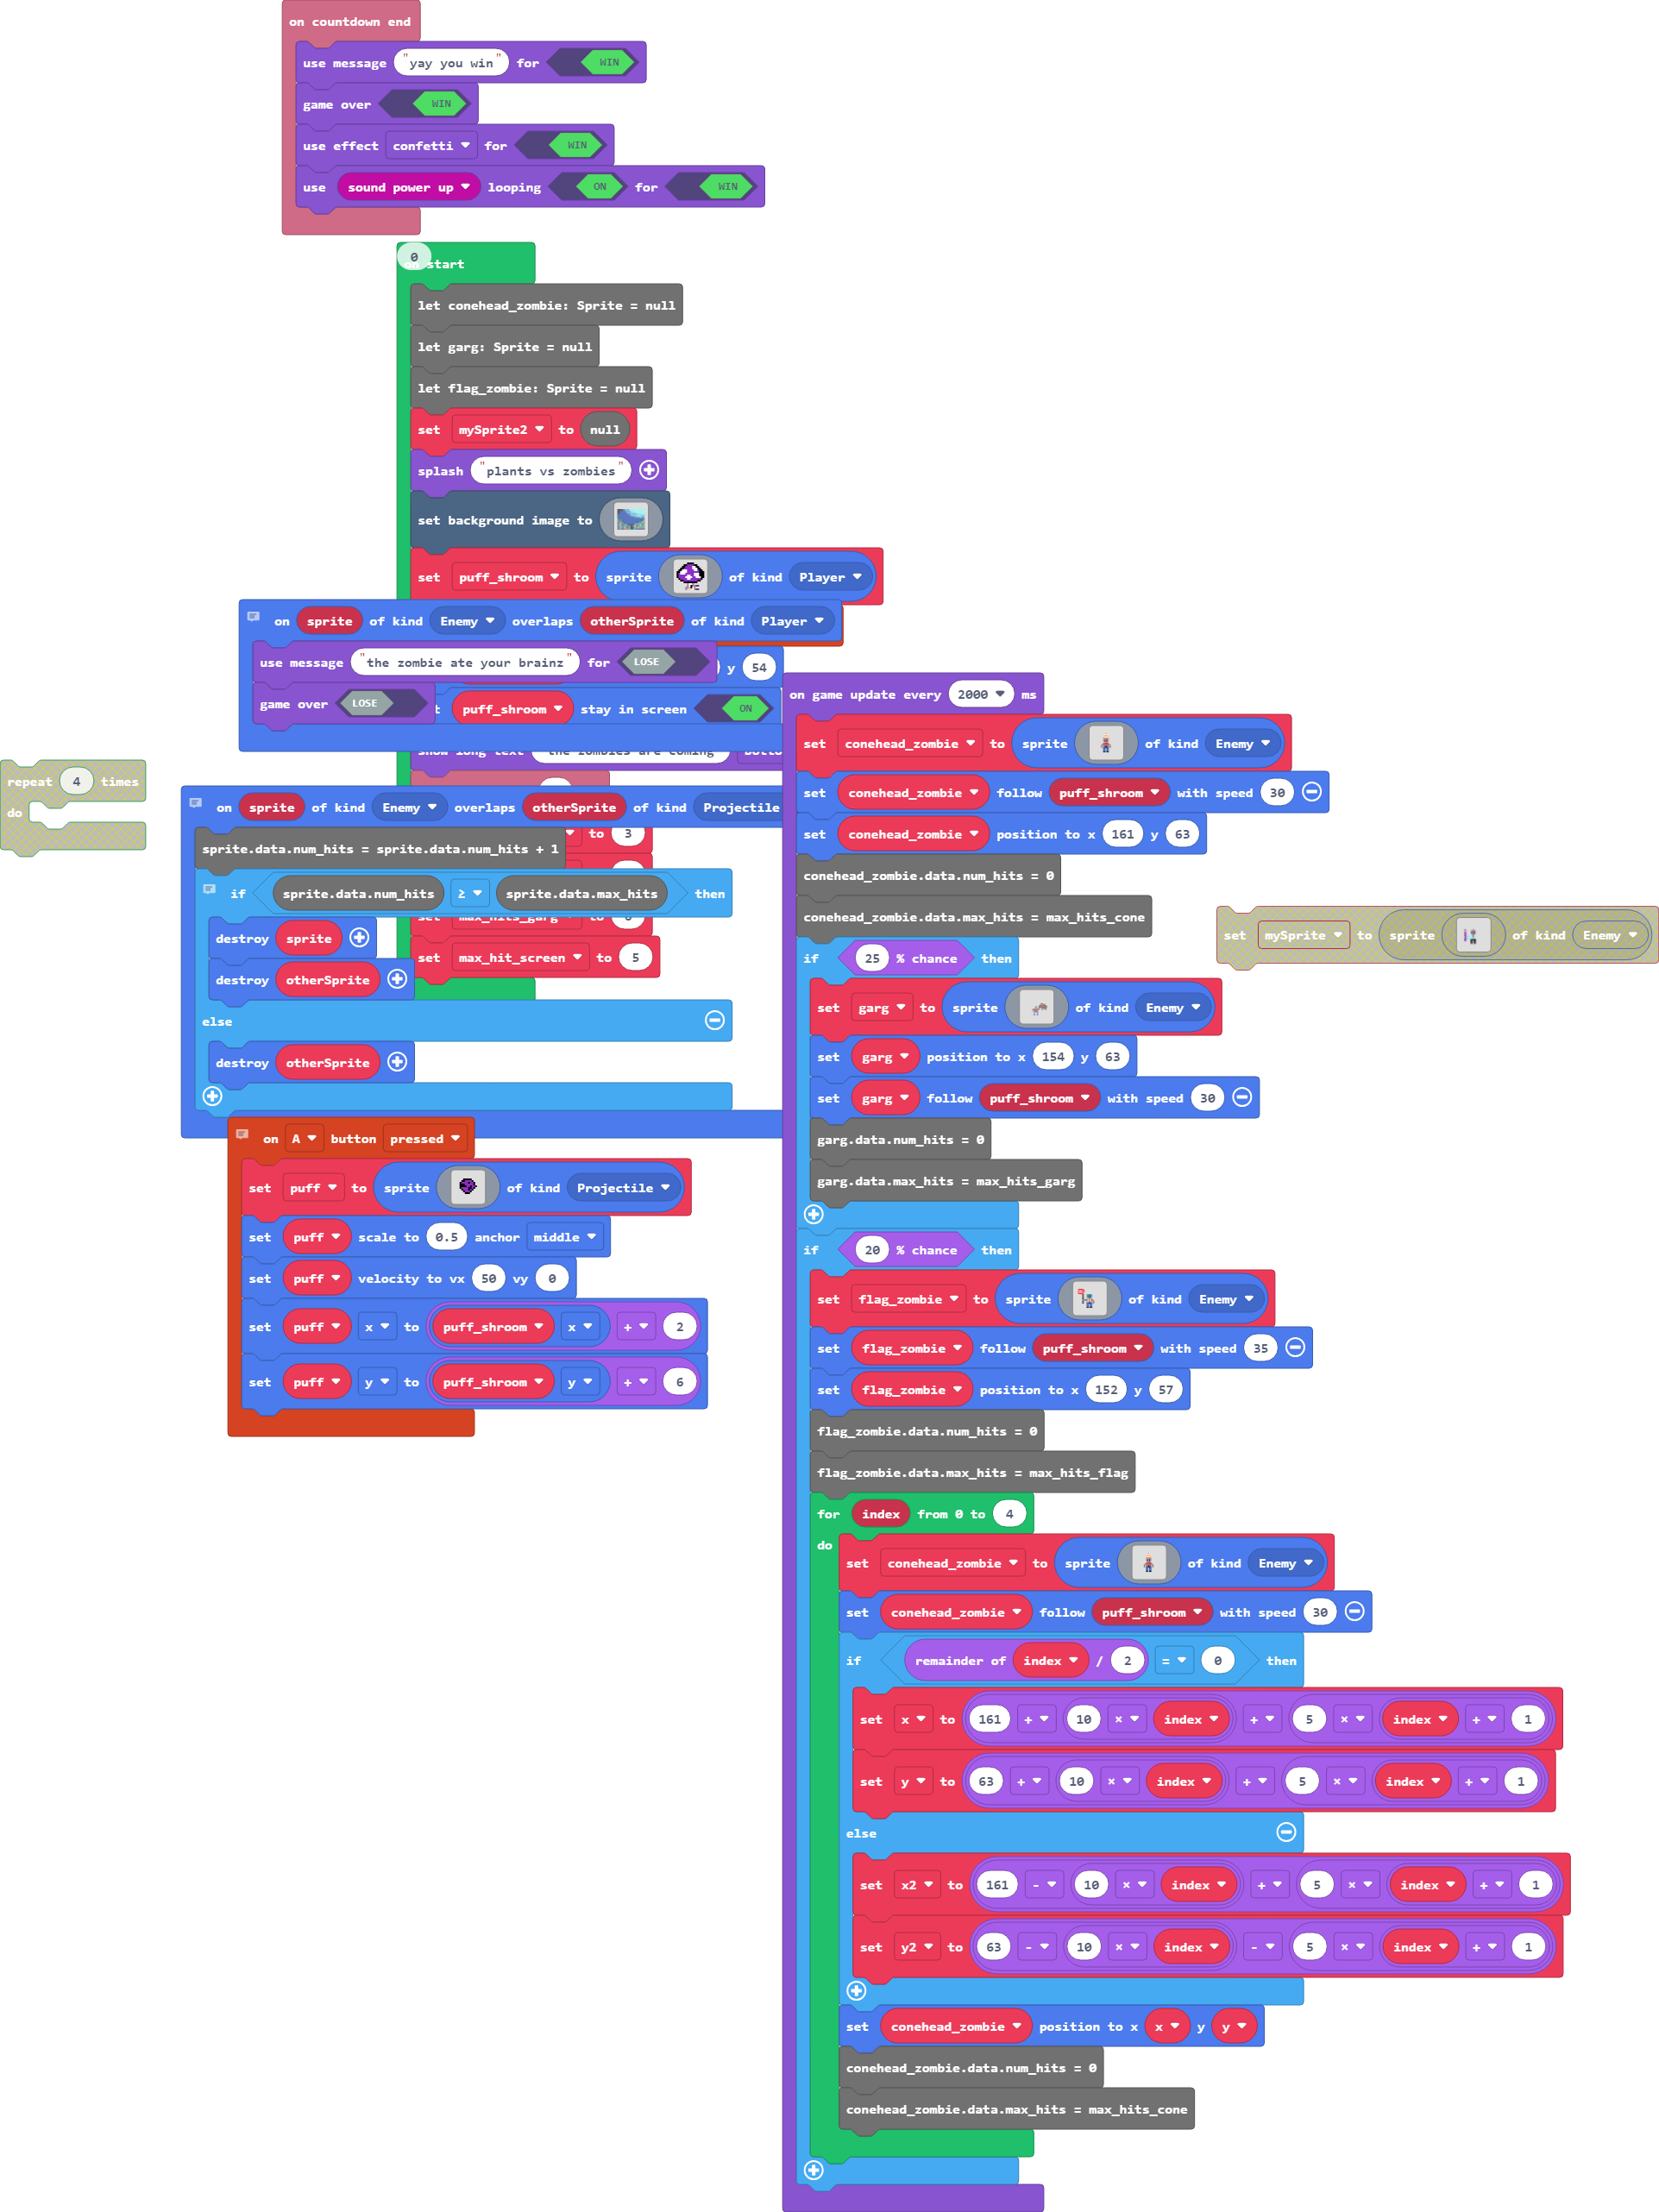 on countdown end
use message "yay you win" for WIN
game over WIN
use effect confetti for WIN
use sound power up looping ON for WIN
0
start
let conehead_zombie: Sprite = null
let garg: Sprite = null
let flag_zombie: Sprite = null
set mySprite2 to null
splash "plants vs zombies"
set background image to
set puff_shroom to sprite of kind Player
on sprite of kind Enemy overlaps otherSprite of kind Player
use message "the zombie ate your brainz" for LOSE
y 54
game over LOSE
puff_shroom stay in screen ON
show long text the zombies are coming
repeat 4 times
do
on sprite of kind Enemy overlaps otherSprite of kind Projectile
to 3
sprite.data.num_hits = sprite.data.num_hits + 1
if sprite.data.num_hits ≥ sprite.data.max_hits then
set max_hits_garg to
destroy sprite
set max_hit_screen to 5
destroy otherSprite
else
destroy otherSprite
on A button pressed
set puff to sprite of kind Projectile
set puff scale to 0.5 anchor middle
set puff velocity to vx 50 vy 0
set puff x to puff_shroom x + 2
set puff y to puff_shroom y + 6
on game update every 2000 ms
set conehead_zombie to sprite of kind Enemy
set conehead_zombie follow puff_shroom with speed 30
set conehead_zombie position to x 161 y 63
conehead_zombie.data.num_hits = 0
conehead_zombie.data.max_hits = max_hits_cone
if 25 % chance then
set garg to sprite of kind Enemy
set garg position to x 154 y 63
set garg follow puff_shroom with speed 30
garg.data.num_hits = 0
garg.data.max_hits = max_hits_garg
if 20 % chance then
set flag_zombie to sprite of kind Enemy
set flag_zombie follow puff_shroom with speed 35
set flag_zombie position to x 152 y 57
flag_zombie.data.num_hits = 0
flag_zombie.data.max_hits = max_hits_flag
for index from 0 to 4
do
set conehead_zombie to sprite of kind Enemy
set conehead_zombie follow puff_shroom with speed 30
if remainder of index / 2 = 0 then
set x to 161 + 10 × index + 5 × index + 1
set y to 63 + 10 × index + 5 × index + 1
else
set x2 to 161 - 10 × index + 5 × index + 1
set y2 to 63 - 10 × index - 5 × index + 1
set conehead_zombie position to x x y y
conehead_zombie.data.num_hits = 0
conehead_zombie.data.max_hits = max_hits_cone
set mySprite to sprite of kind Enemy